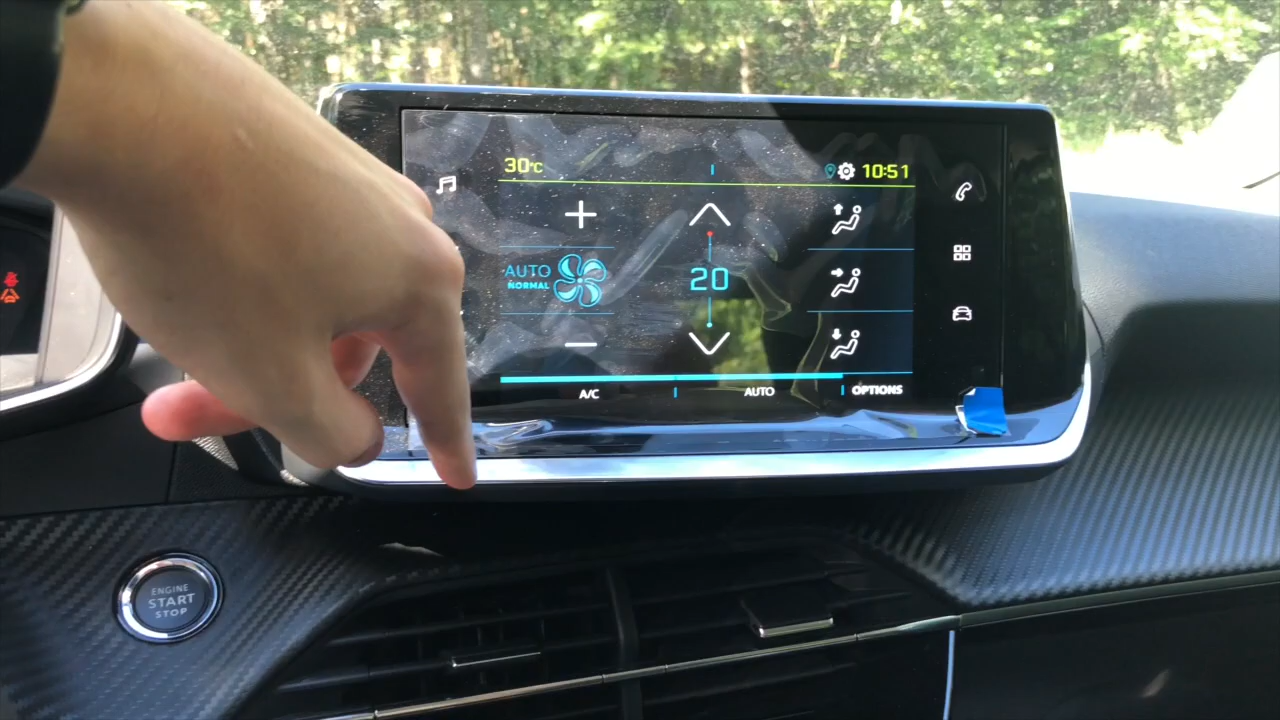 30°C
10:51
AUTO
NORMAL
20
A/C
AUTO
OPTIONS
ENGINE
START
STOP